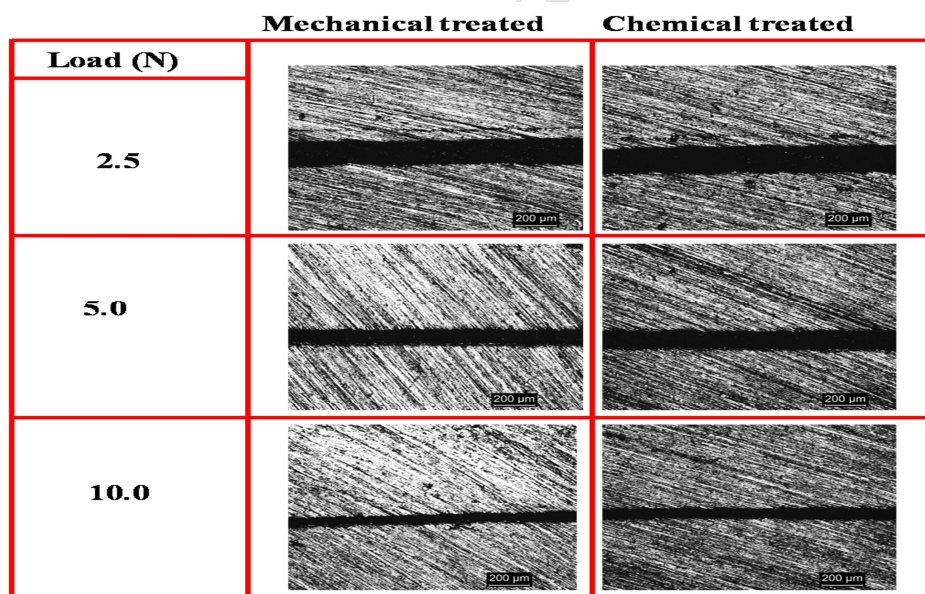 Mechanical treated Chemical treated
Load (N)
2.5
200 µm 200 µm
5.0
200 µm 200 µm
10.0
200 µm 200 µm